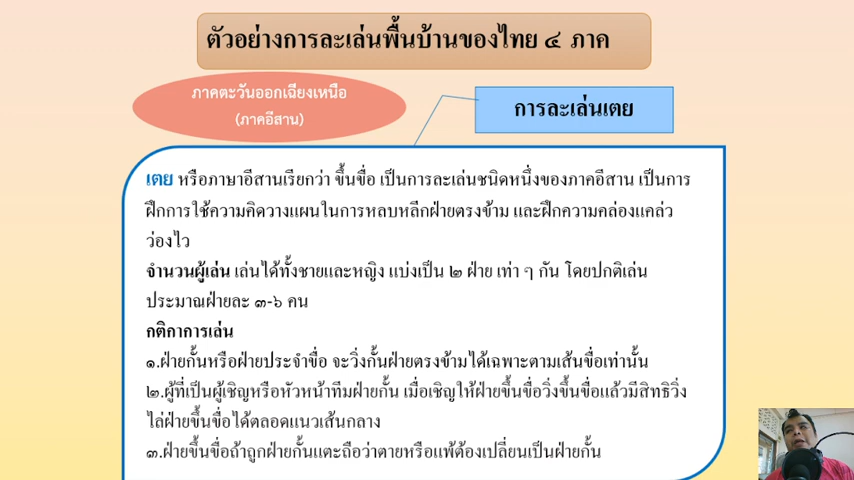 ตัวอย่างการละเล่นพื้นบ้านของไทย ๔ ภาค
ภาคตะวันออกเฉียงเหนือ
(ภาคอีสาน)
การละเล่นเตย
เตย หรือภาษาอีสานเรียกว่า ขึ้นขื่อ เป็นการละเล่นชนิดหนึ่งของภาคอีสาน เป็นการ
ฝึกการใช้ความคิดวางแผนในการหลบหลีกฝ่ายตรงข้าม และฝึกความคล่องแคล่ว
ว่องไว
จำนวนผู้เล่น เล่นได้ทั้งชายและหญิง แบ่งเป็น ๒ ฝ่าย เท่า ๆ กัน โดยปกติเล่น
ประมาณฝ่ายละ ๓-๖ คน
กติกาการเล่น
๑.ฝ่ายกั้นหรือฝ่ายประจำขื่อ จะวิ่งกั้นฝ่ายตรงข้ามได้เฉพาะตามเส้นขื่อเท่านั้น
๒.ผู้ที่เป็นผู้เชิญหรือหัวหน้าทีมฝ่ายกั้น เมื่อเชิญให้ฝ่ายขึ้นขื่อวิ่งขึ้นขื่อแล้วมีสิทธิวิ่ง
ไล่ฝ่ายขึ้นขื่อได้ตลอดแนวเส้นกลาง
๓.ฝ่ายขึ้นขื่อถ้าถูกฝ่ายกั้นแตะถือว่าตายหรือแพ้ต้องเปลี่ยนเป็นฝ่ายกั้น